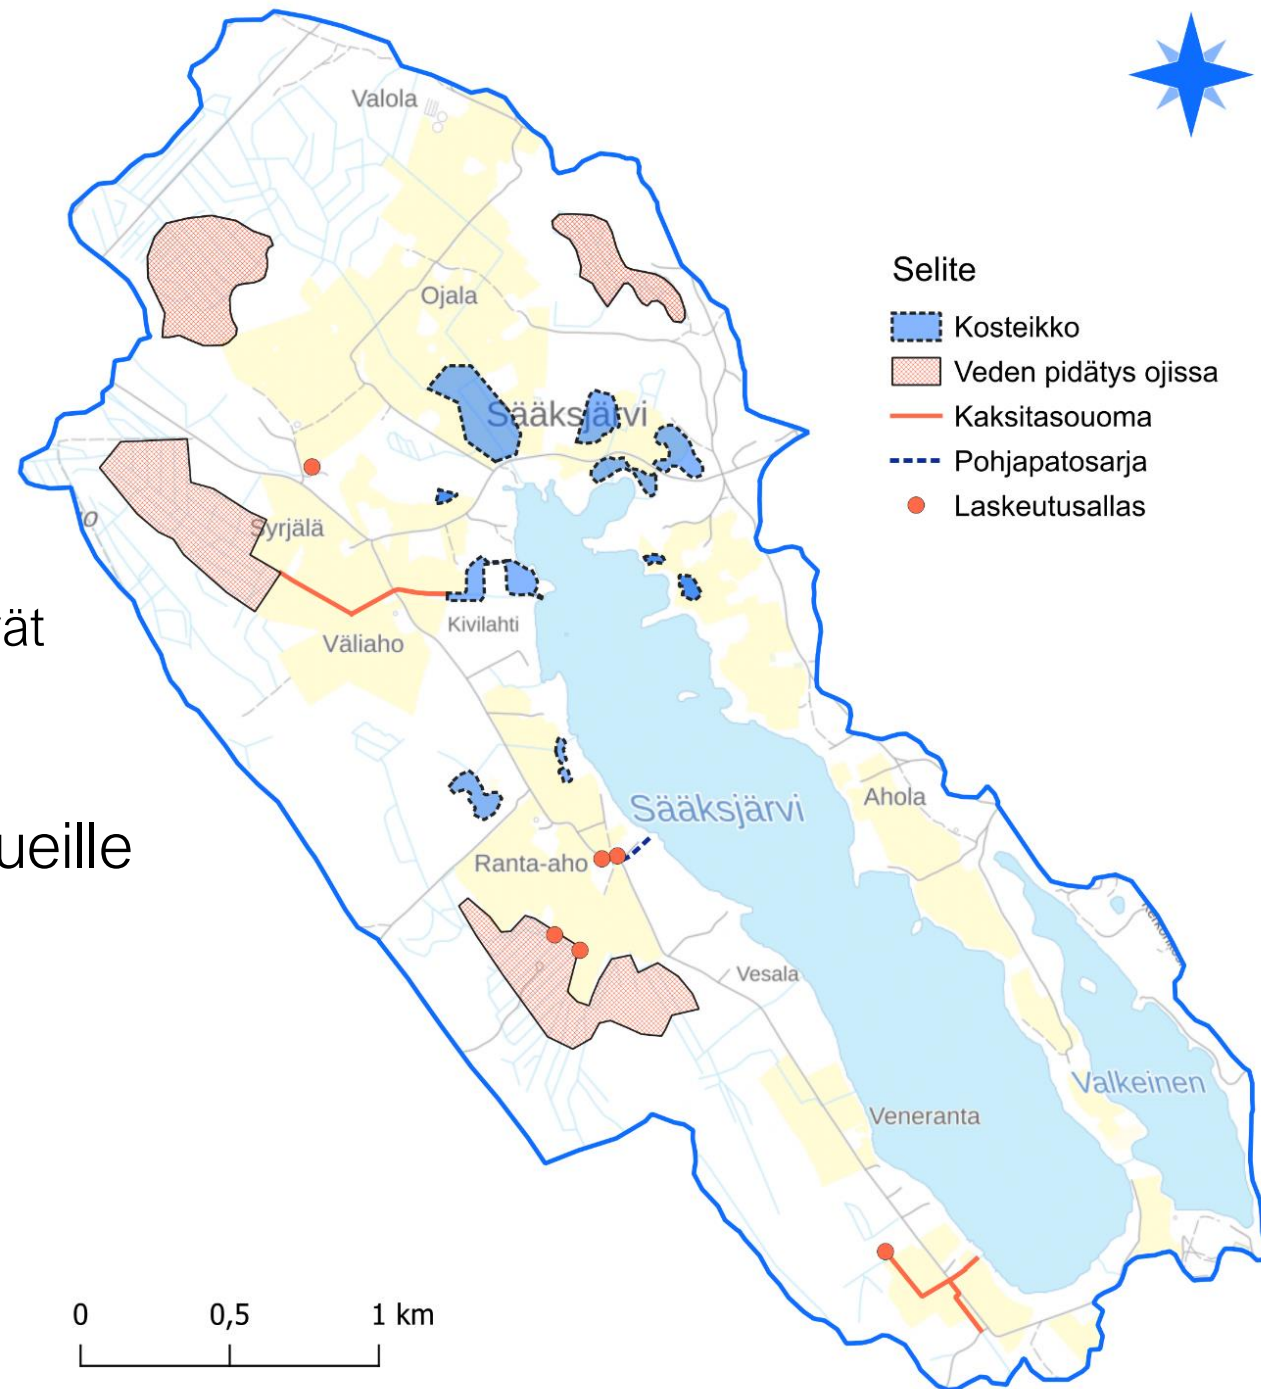 Valola
Selite
Ojala
Kosteikko
Veden pidätys ojissa
Sääksjärvi
Kaksitasouoma
Pohjapatosarja
Laskeutusallas
Syrjälä
Kivilahti
Väliaho
Sääksjärvi
Ahola
ueille
Ranta-aho
Vesala
Valkeinen
Veneranta
0 0,5 1 km